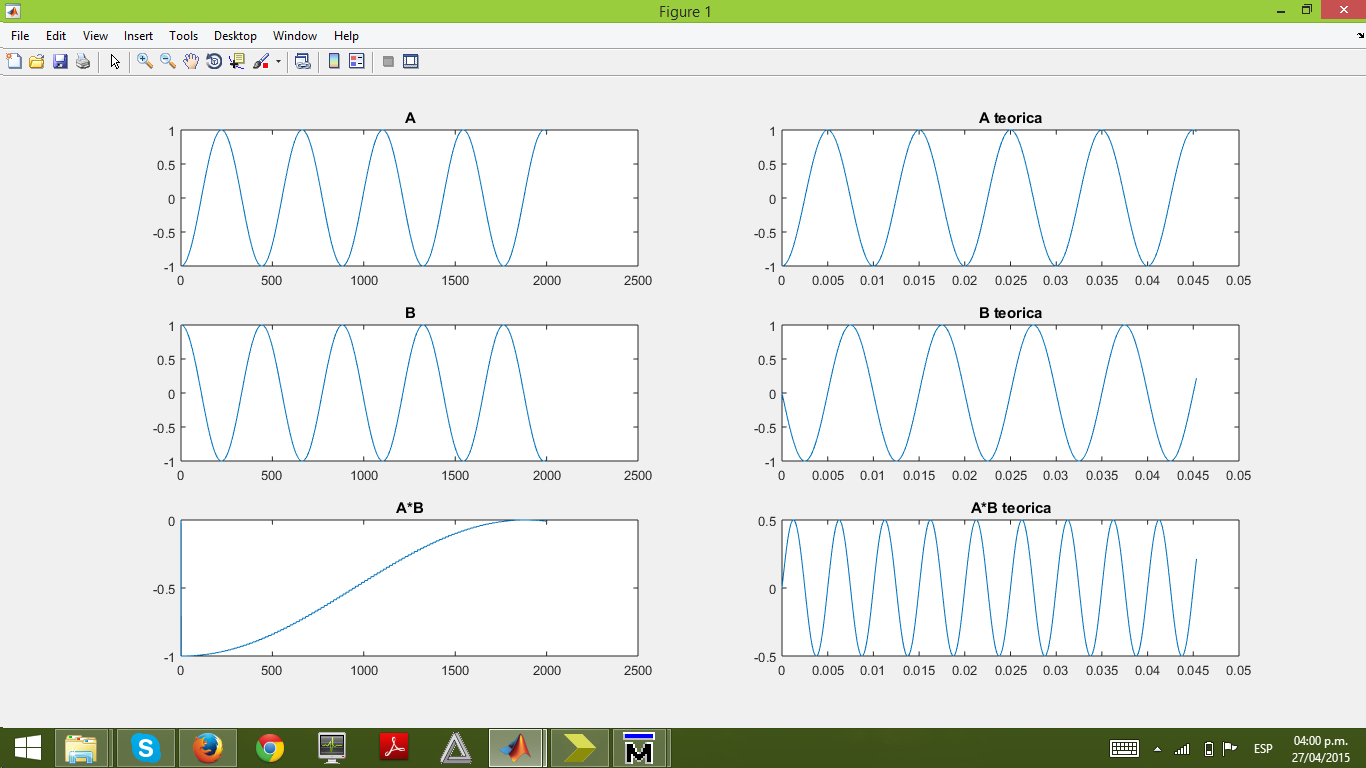 Figure 1
File Edit View Insert Tools Desktop Window Help
A
1
0.5
0
-0.5
-1
0 500 1000 1500 2000 2500
A teorica
1
0.5
0
-0.5
-1
0 0.005 0.01 0.015 0.02 0.025 0.03 0.035 0.04 0.045 0.05
B
1
0.5
0
-0.5
-1
0 500 1000 1500 2000 2500
B teorica
1
0.5
0
-0.5
-1
0 0.005 0.01 0.015 0.02 0.025 0.03 0.035 0.04 0.045 0.05
A*B
0
-0.5
-1
0 500 1000 1500 2000 2500
A*B teorica
0.5
0
-0.5
0 0.005 0.01 0.015 0.02 0.025 0.03 0.035 0.04 0.045 0.05
ESP
04:00 p.m.
27/04/2015